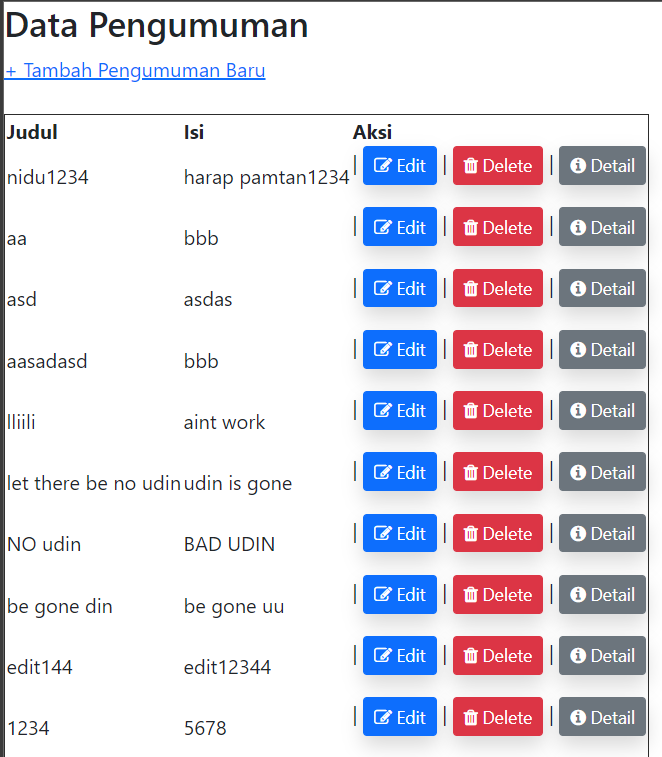 Data Pengumuman
+ Tambah Pengumuman Baru
Judul Isi Aksi
nidu1234 harap pamtan1234 | Edit | Delete | Detail
aa bbb | Edit | Delete | Detail
asd asdas | Edit | Delete | Detail
aasadasd bbb | Edit | Delete | Detail
lliili aint work | Edit | Delete | Detail
let there be no udin udin is gone | Edit | Delete | Detail
NO udin BAD UDIN | Edit | Delete | Detail
be gone din be gone uu | Edit | Delete | Detail
edit144 edit12344 | Edit | Delete | Detail
1234 5678 | Edit | Delete | Detail